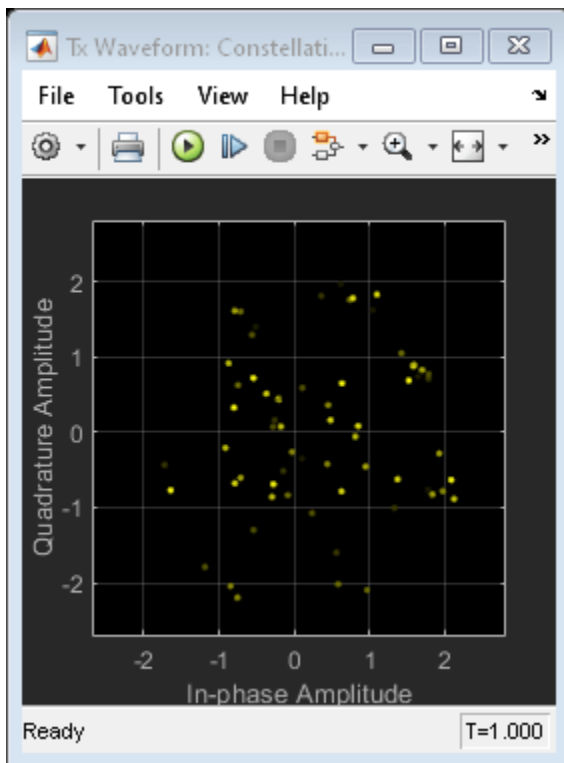 Tx Waveform: Constellati...
File Tools View Help
Quadrature Amplitude
2
1
0
-1
-2
-2 -1 0 1 2
In-phase Amplitude
Ready T=1.000